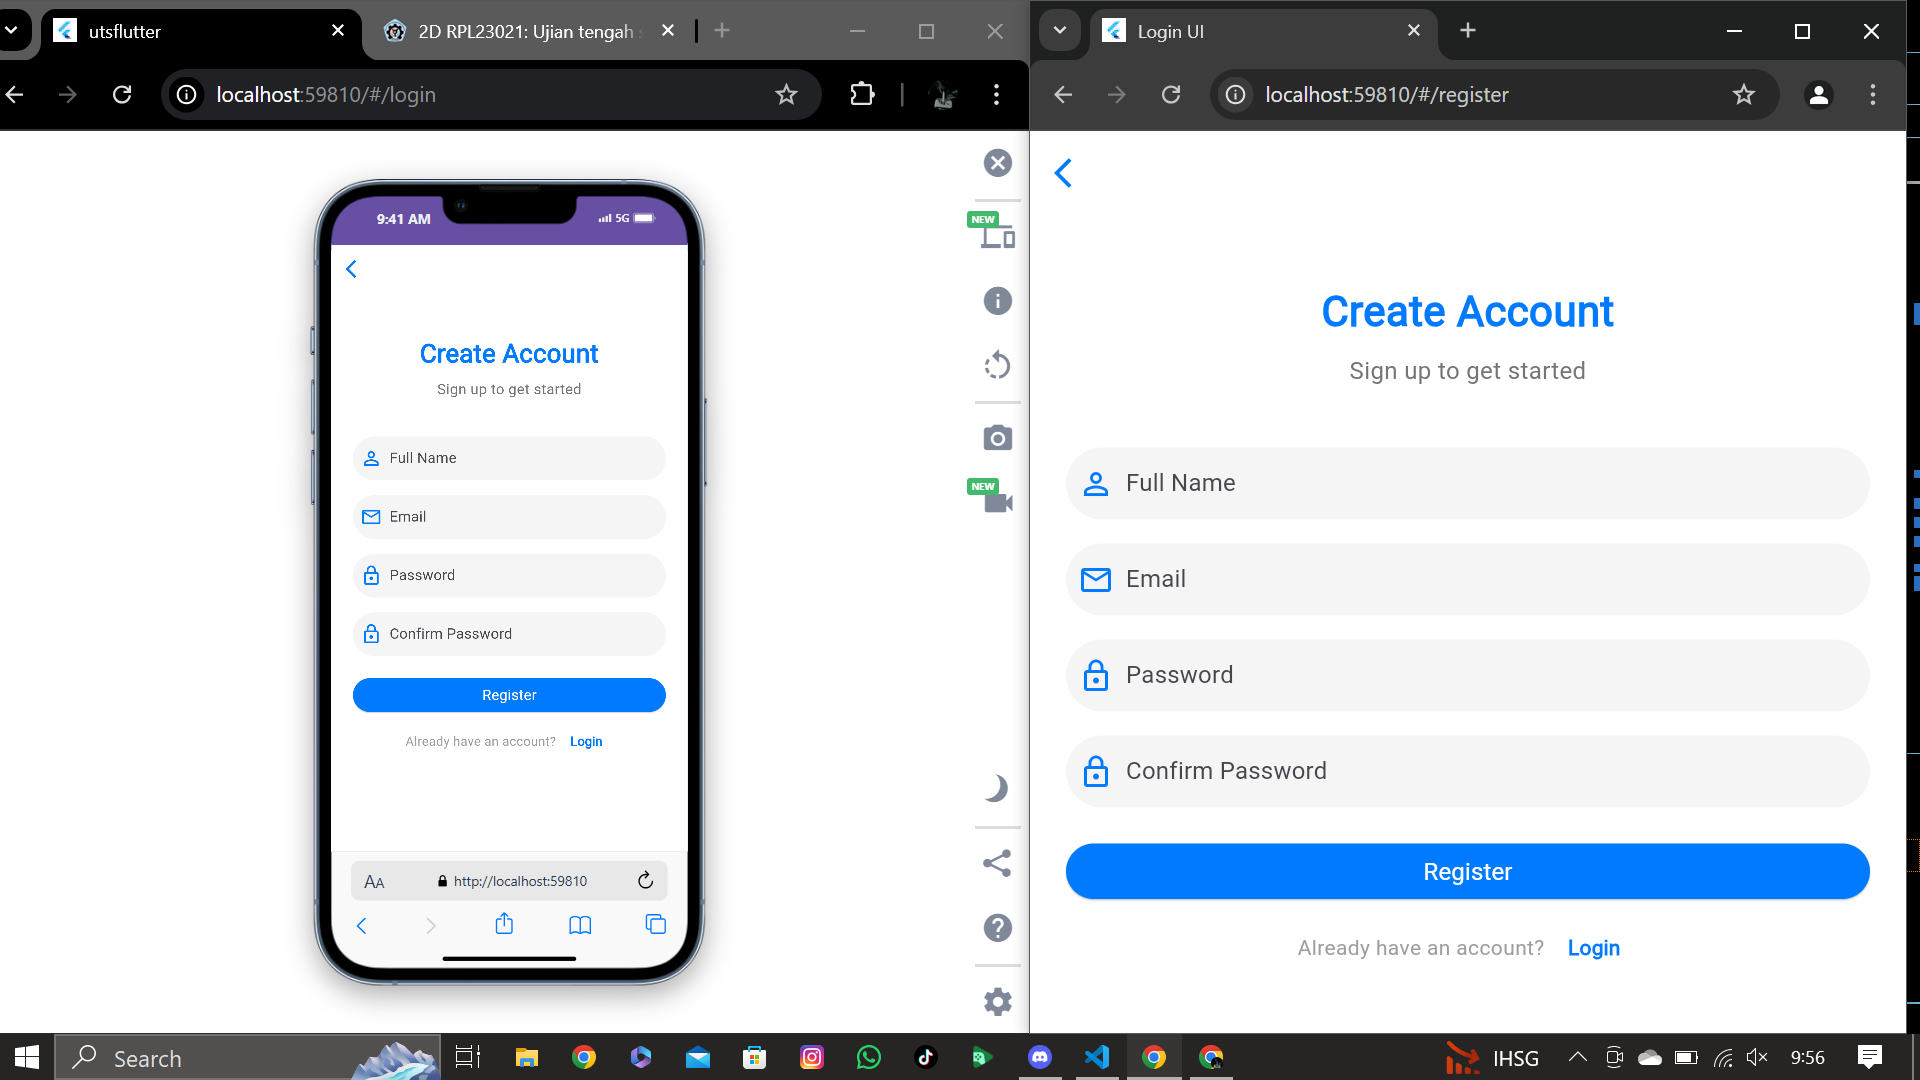 utsflutter
2D RPL23021: Ujian tengah
localhost:59810/#/login
9:41 AM
5G
Create Account
Sign up to get started
Full Name
Email
Password
Confirm Password
Register
Already have an account? Login
AA
http://localhost:59810
NEW
NEW
Login UI
localhost:59810/#/register
Create Account
Sign up to get started
Full Name
Email
Password
Confirm Password
Register
Already have an account? Login
Search
IHSG
9:56